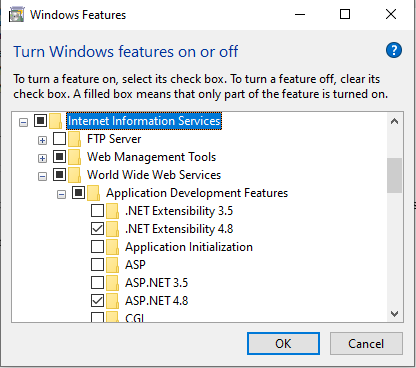 Windows Features
Turn Windows features on or off
To turn a feature on, select its check box. To turn a feature off, clear its
check box. A filled box means that only part of the feature is turned on.
Internet Information Services
FTP Server
Web Management Tools
World Wide Web Services
Application Development Features
.NET Extensibility 3.5
.NET Extensibility 4.8
Application Initialization
ASP
ASP.NET 3.5
ASP.NET 4.8
CGI
OK Cancel